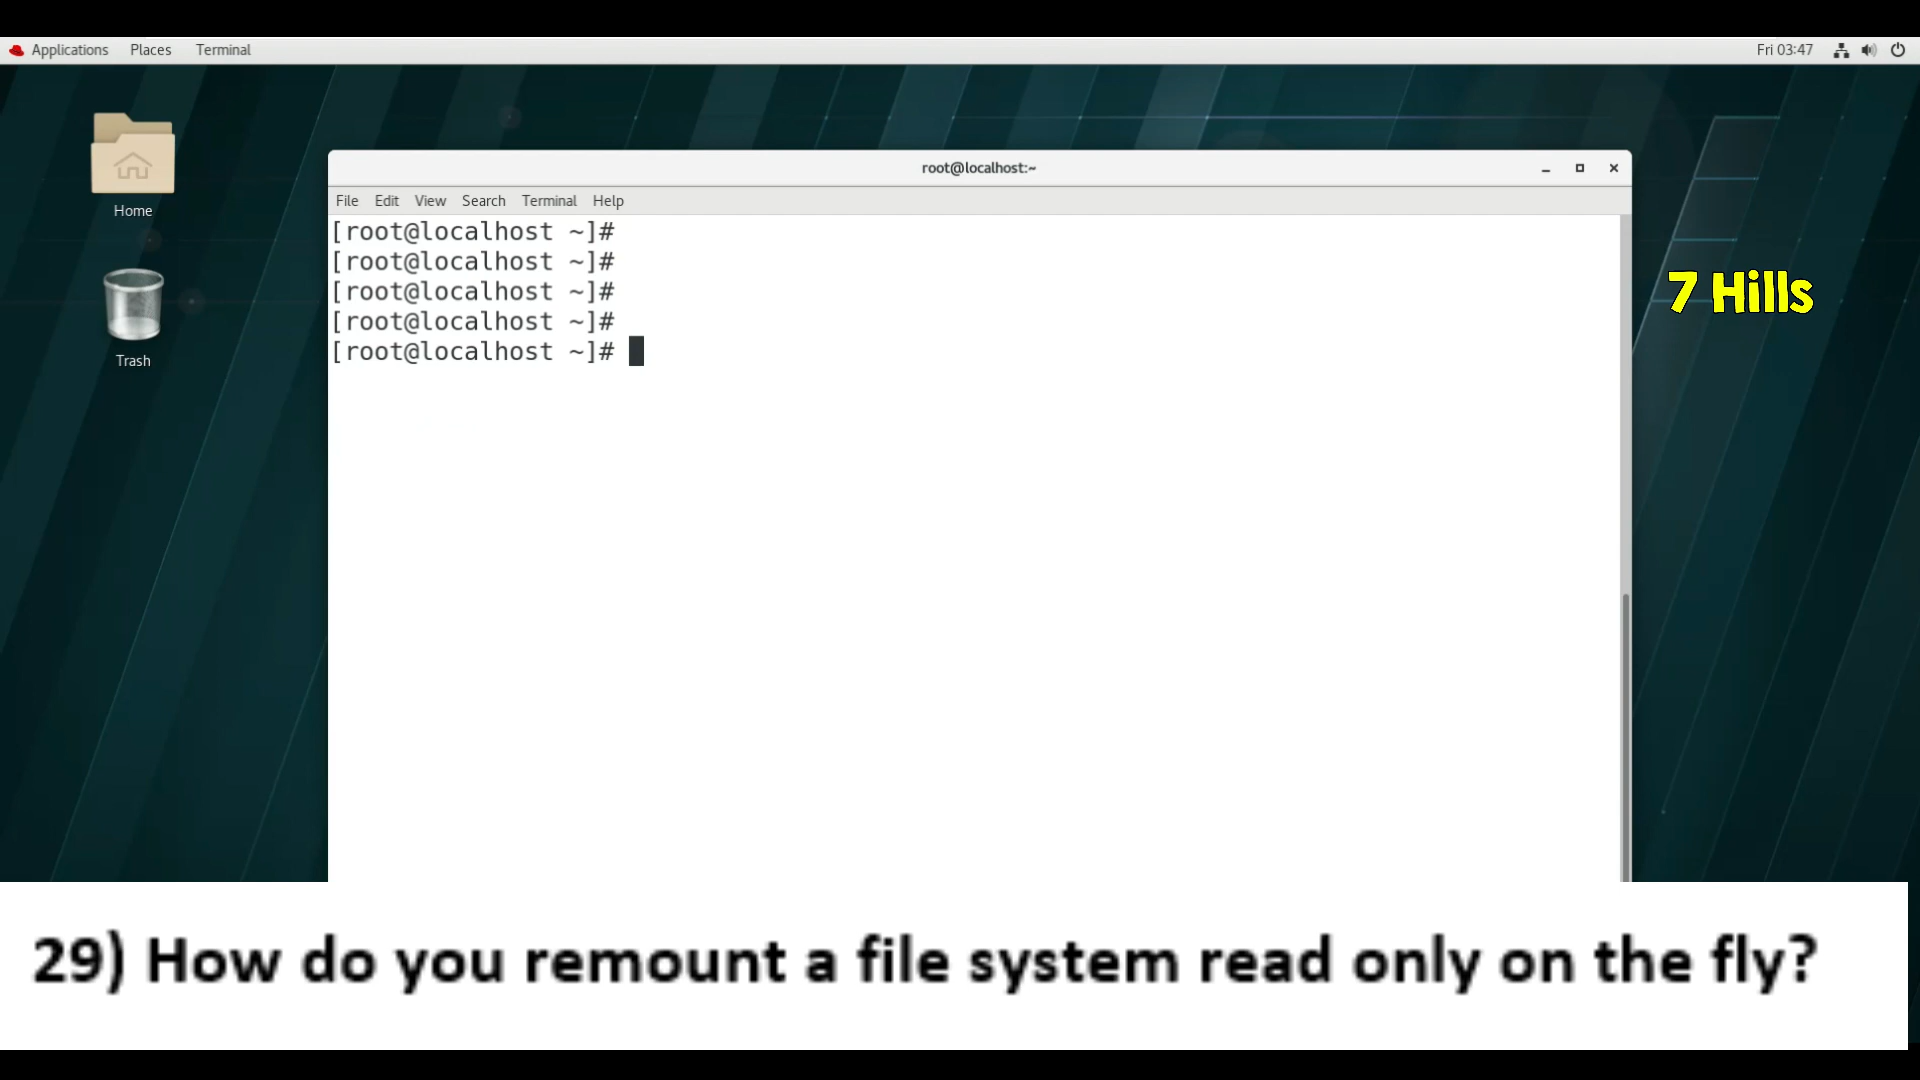 Applications Places Terminal Fri 03:47
Home
Trash
root@localhost:~
File Edit View Search Terminal Help
[root@localhost ~]#
[root@localhost ~]#
[root@localhost ~]#
[root@localhost ~]#
[root@localhost ~]#
7 Hills
29) How do you remount a file system read only on the fly?